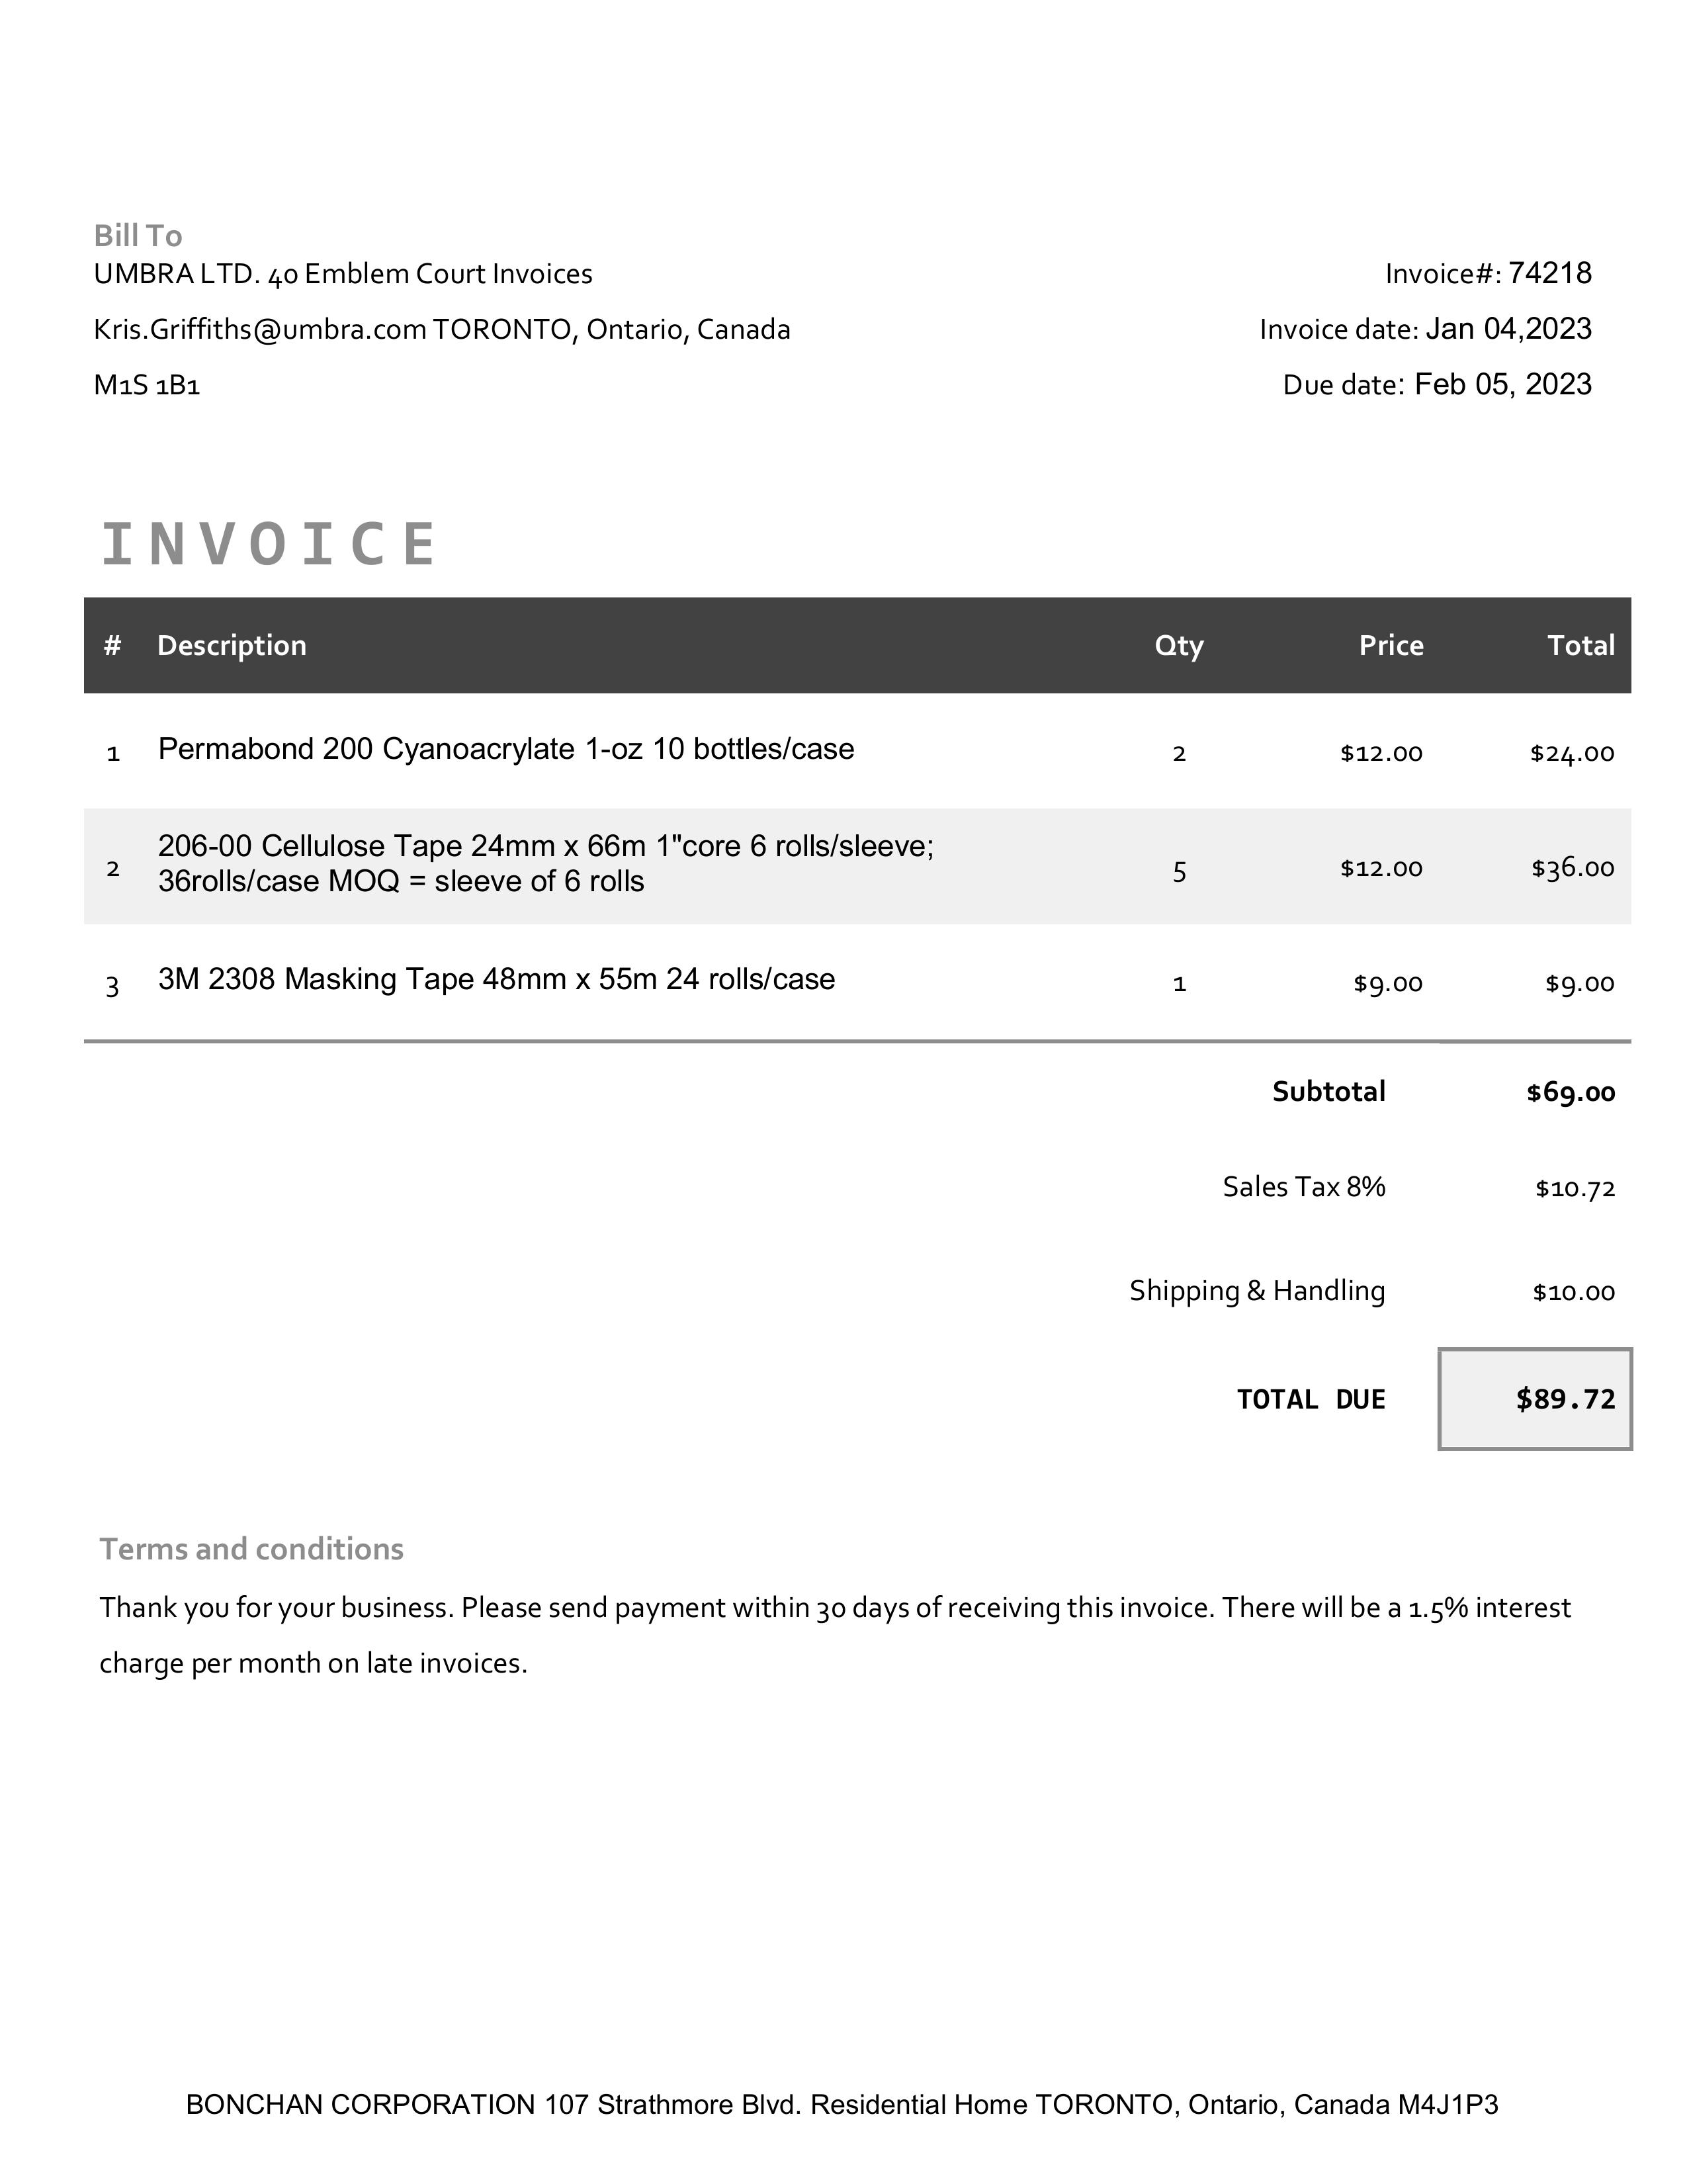 Bill To
UMBRA LTD. 40 Emblem Court Invoices
Kris.Griffiths@umbra.com TORONTO, Ontario, Canada
M1S 1B1
Invoice#: 74218
Invoice date: Jan 04,2023
Due date: Feb 05, 2023
INVOICE
# Description Qty Price Total
1 Permabond 200 Cyanoacrylate 1-oz 10 bottles/case 2 $12.00 $24.00
2 206-00 Cellulose Tape 24mm x 66m 1"core 6 rolls/sleeve;
36rolls/case MOQ = sleeve of 6 rolls 5 $12.00 $36.00
3 3M 2308 Masking Tape 48mm x 55m 24 rolls/case 1 $9.00 $9.00
Subtotal $69.00
Sales Tax 8% $10.72
Shipping & Handling $10.00
TOTAL DUE $89.72
Terms and conditions
Thank you for your business. Please send payment within 30 days of receiving this invoice. There will be a 1.5% interest
charge per month on late invoices.
BONCHAN CORPORATION 107 Strathmore Blvd. Residential Home TORONTO, Ontario, Canada M4J1P3